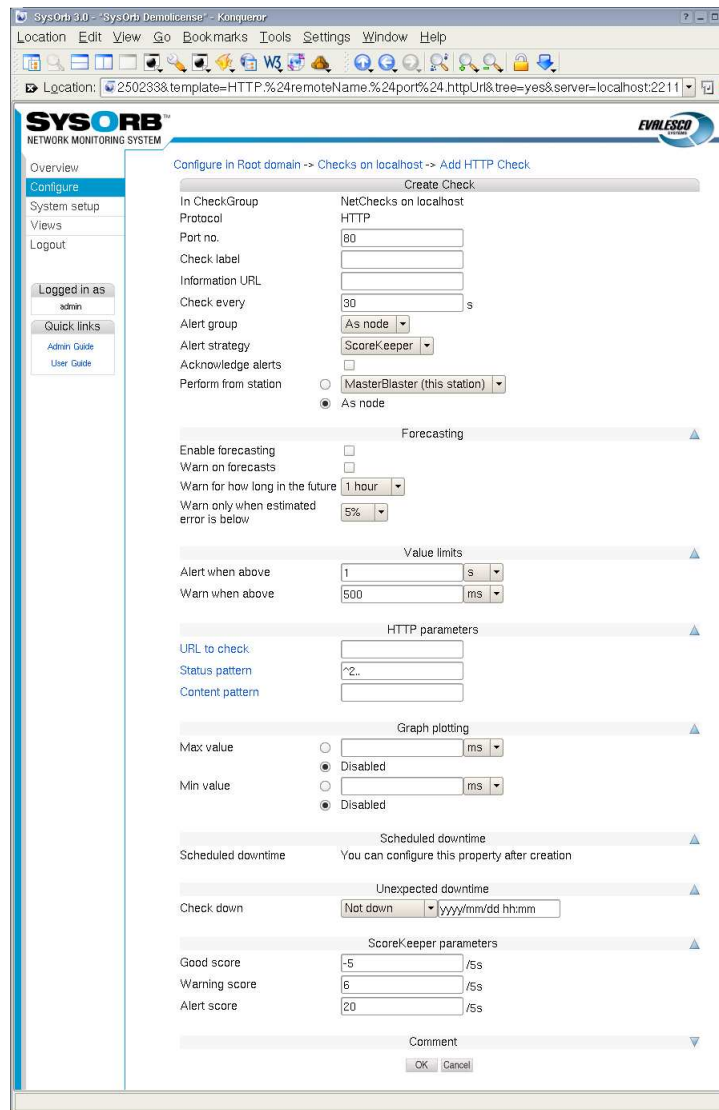 SysOrb 3.0 - "SysOrb Demolicense" - Konqueror
Location Edit View Go Bookmarks Tools Settings Window Help
Location: 250233&template=HTTP.%24remoteName.%24port%24.httpUrl&tree=yes&server=localhost:2211
SYSORB™
NETWORK MONITORING SYSTEM
EVALESCO
SYSTEMS
Overview
Configure
System setup
Views
Logout
Logged in as
admin
Quick links
Admin Guide
User Guide
Configure in Root domain -> Checks on localhost -> Add HTTP Check
Create Check
In CheckGroup NetChecks on localhost
Protocol HTTP
Port no. 80
Check label
Information URL
Check every 30 s
Alert group As node
Alert strategy ScoreKeeper
Acknowledge alerts
Perform from station MasterBlaster (this station)
As node
Forecasting
Enable forecasting
Warn on forecasts
Warn for how long in the future 1 hour
Warn only when estimated
error is below 5%
Value limits
Alert when above 1 s
Warn when above 500 ms
HTTP parameters
URL to check
Status pattern ^2..
Content pattern
Graph plotting
Max value ms
Disabled
Min value ms
Disabled
Scheduled downtime
Scheduled downtime You can configure this property after creation
Unexpected downtime
Check down Not down yyyy/mm/dd hh:mm
ScoreKeeper parameters
Good score -5 /5s
Warning score 6 /5s
Alert score 20 /5s
Comment
OK Cancel